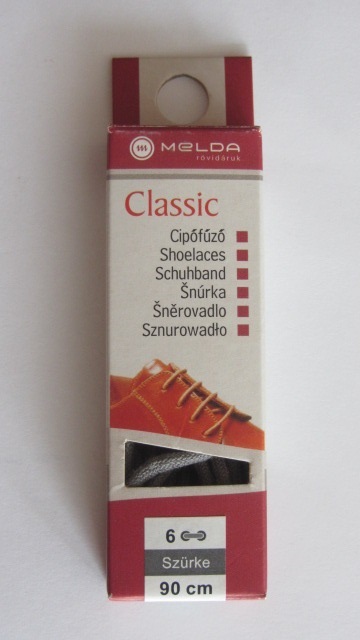 MELDA
rövidáruk
Classic
Cipőfűző
Shoelaces
Schuhband
Šnúrka
Šněrovadlo
Sznurowadło
6
Szürke
90 cm